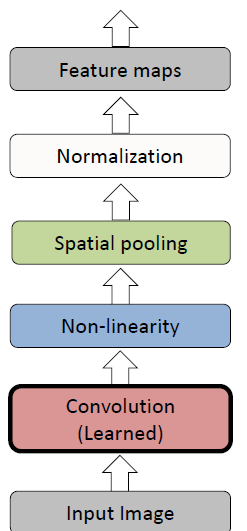 Feature maps
Normalization
Spatial pooling
Non-linearity
Convolution
(Learned)
Input Image